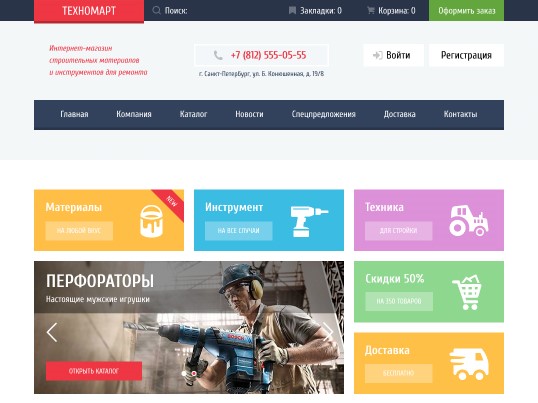 ТЕХНОМАРТ
Поиск:
Закладки: 0
Корзина: 0
Оформить заказ
Интернет-магазин
строительных материалов
и инструментов для ремонта
+7 (812) 555-05-55
г. Санкт-Петербург, ул. Б. Конюшенная, д. 19/8
Войти
Регистрация
Главная
Компания
Каталог
Новости
Спецпредложения
Доставка
Контакты
Материалы
NEW
НА ЛЮБОЙ ВКУС
Инструмент
НА ВСЕ СЛУЧАИ
Техника
ДЛЯ СТРОЙКИ
ПЕРФОРАТОРЫ
Настоящие мужские игрушки
BOSCH
ОТКРЫТЬ КАТАЛОГ
Скидки 50%
НА 250 ТОВАРОВ
Доставка
БЕСПЛАТНО